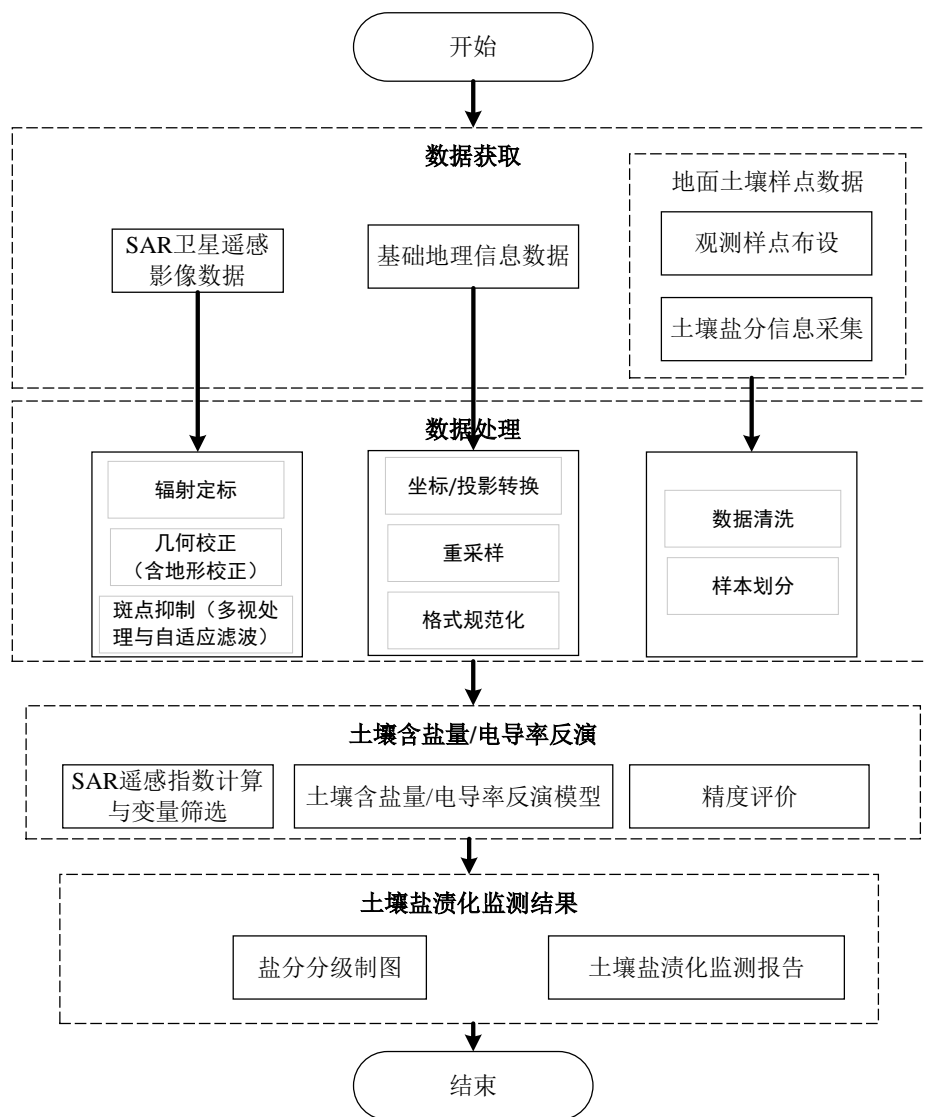 开始
数据获取
SAR卫星遥感
影像数据
基础地理信息数据
地面土壤样点数据
观测样点布设
土壤盐分信息采集
数据处理
辐射定标
几何校正
（含地形校正）
斑点抑制（多视处
理与自适应滤波）
坐标/投影转换
重采样
格式规范化
数据清洗
样本划分
土壤含盐量/电导率反演
SAR遥感指数计算
与变量筛选
土壤含盐量/电导率反演模型
精度评价
土壤盐渍化监测结果
盐分分级制图
土壤盐渍化监测报告
结束